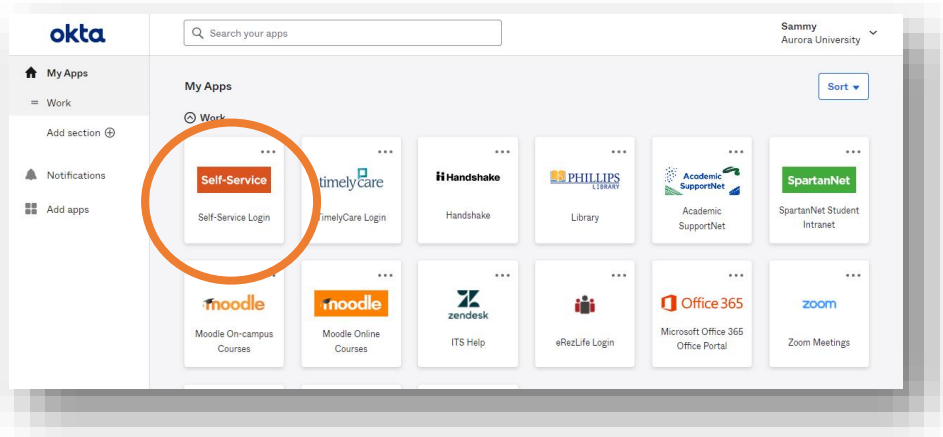 okta
Search your apps
Sammy
Aurora University
My Apps
Work
Add section
Notifications
Add apps
My Apps
Sort
Work
Self-Service
timelycare
Handshake
PHILLIPS
LIBRARY
Academic
SupportNet
SpartanNet
Self-Service Login
TimelyCare Login
Handshake
Library
Academic
SupportNet
SpartanNet Student
Intranet
moodle
moodle
zendesk
Office 365
zoom
Moodle On-campus
Courses
Moodle Online
Courses
ITS Help
eRezLife Login
Microsoft Office 365
Office Portal
Zoom Meetings